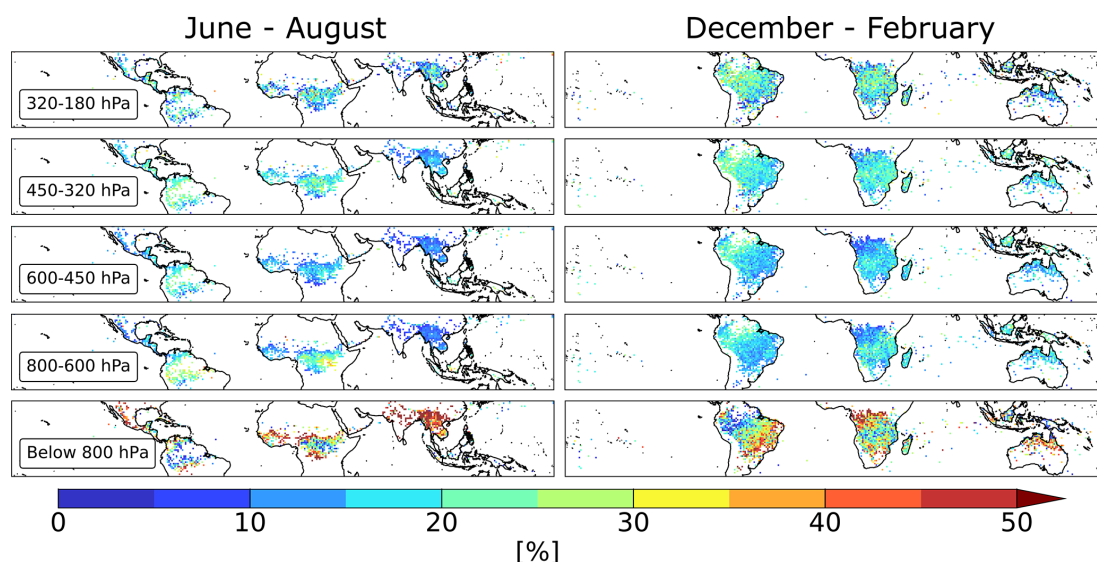 June - August
December - February
320-180 hPa
450-320 hPa
600-450 hPa
800-600 hPa
Below 800 hPa
0 10 20 30 40 50
[%]